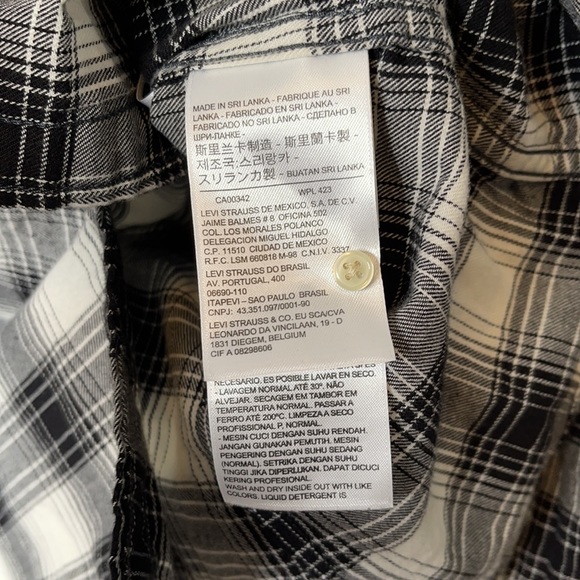 MADE IN SRI LANKA - FABRIQUE AU SRI
LANKA - FABRICADO EN SRI LANKA -
FABRICADO NO SRI LANKA - СДЕЛАНО В
ШРИ-ЛАНКЕ -
斯里兰卡制造 - 斯里蘭卡製 -
제조국:스리랑카 -
スリランカ製 - BUATAN SRI LANKA
CA00342 WPL 423
LEVI STRAUSS DE MEXICO, S.A. DE C.V.
JAIME BALMES # 8 OFICINA 502
COL. LOS MORALES POLANCO
DELEGACION MIGUEL HIDALGO
C.P. 11510 CIUDAD DE MEXICO
R.F.C. LSM 660818 M-98 C.N.I.V. 3337
LEVI STRAUSS DO BRASIL
AV. PORTUGAL, 400
06690-110
ITAPEVI - SAO PAULO BRASIL
CNPJ: 43.351.097/0001-90
LEVI STRAUSS & CO. EU SCA/CVA
LEONARDO DA VINCILAAN, 19 - D
1831 DIEGEM, BELGIUM
CIF A 08298606
NECESARIO. ES POSIBLE LAVAR EN SECO.
- LAVAGEM NORMAL ATÉ 30º. NÃO
ALVEJAR. SECAGEM EM TAMBOR EM
TEMPERATURA NORMAL. PASSAR A
FERRO ATÉ 200°C. LIMPEZA A SECO
PROFISSIONAL P, NORMAL.
- MESIN CUCI DENGAN SUHU RENDAH.
JANGAN GUNAKAN PEMUTIH. MESIN
PENGERING DENGAN SUHU SEDANG
(NORMAL). SETRIKA DENGAN SUHU
TINGGI JIKA DIPERLUKAN. DAPAT DICUCI
KERING PROFESSIONAL.
WASH AND DRY INSIDE OUT WITH LIKE
COLORS. LIQUID DETERGENT IS